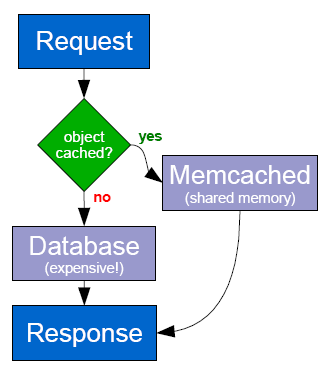 Request
object
cached?
yes
no
Memcached
(shared memory)
Database
(expensive!)
Response